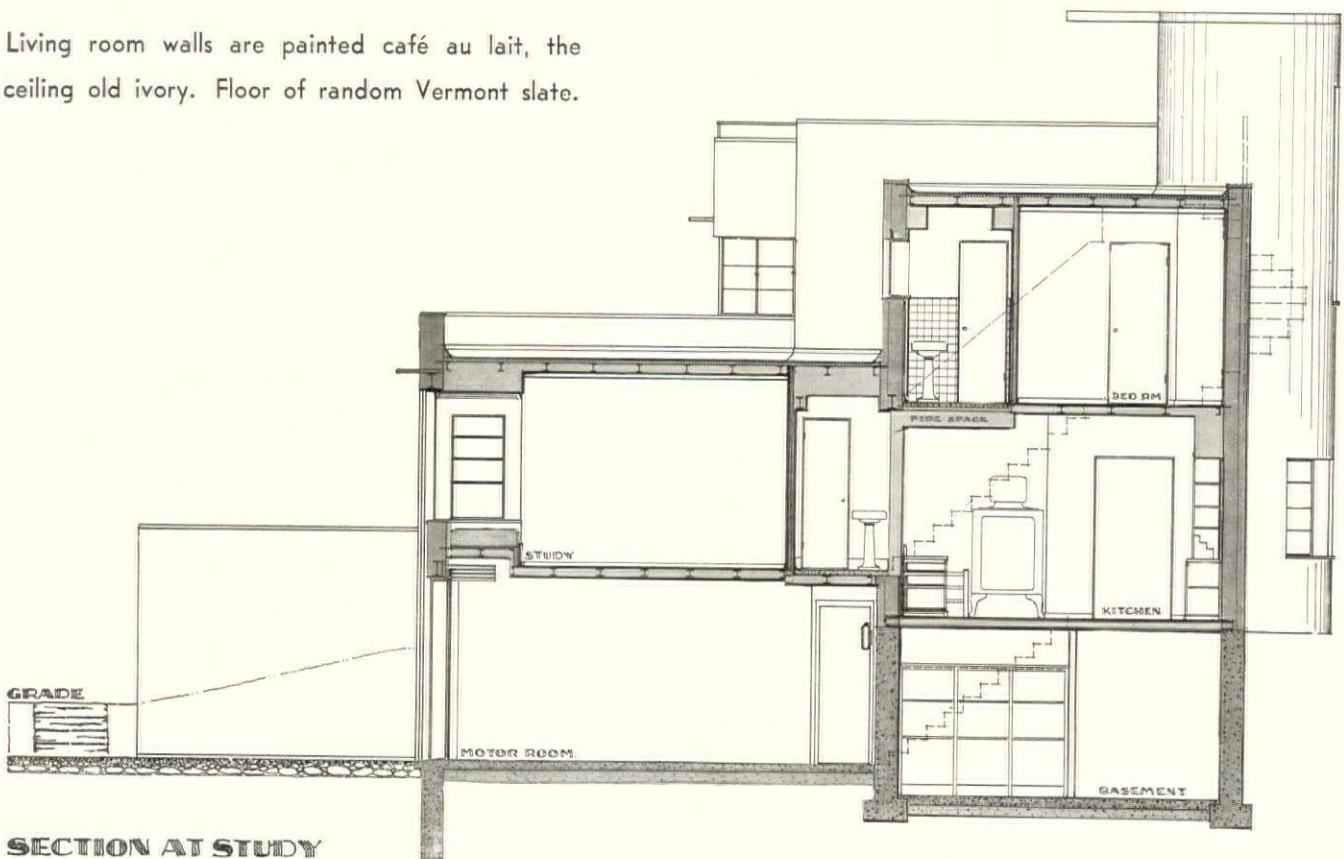 Living room walls are painted café au lait, the
ceiling old ivory. Floor of random Vermont slate.
BED RM
PIPE SPACE
STUDY
KITCHEN
GRADE
MOTOR ROOM
BASEMENT
SECTION AT STUDY